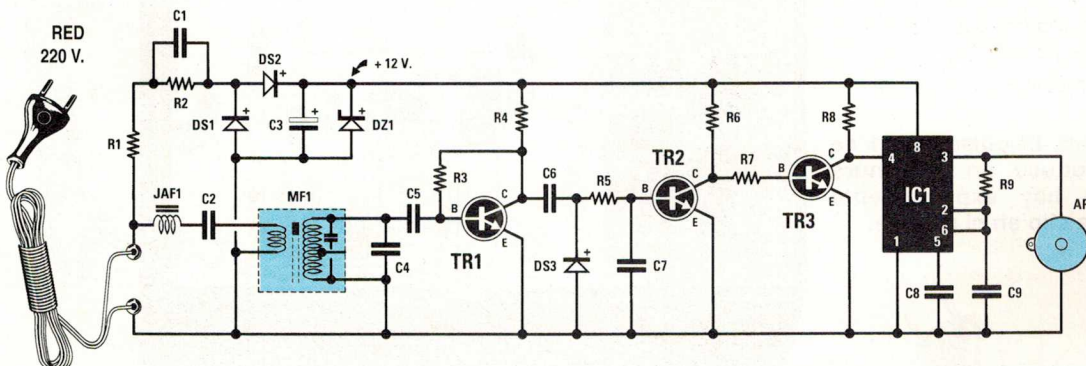 RED
220 V.
C1
R2
DS2
+ 12 V.
R1
DS1
C3
DZ1
R4
R6
R8
JAF1
C2
MF1
C4
C5
R3
B
C
E
TR1
C6
R5
DS3
C7
TR2
B
C
E
R7
TR3
B
C
E
4
8
3
IC1
2
6
1
5
R9
C8
C9
AP